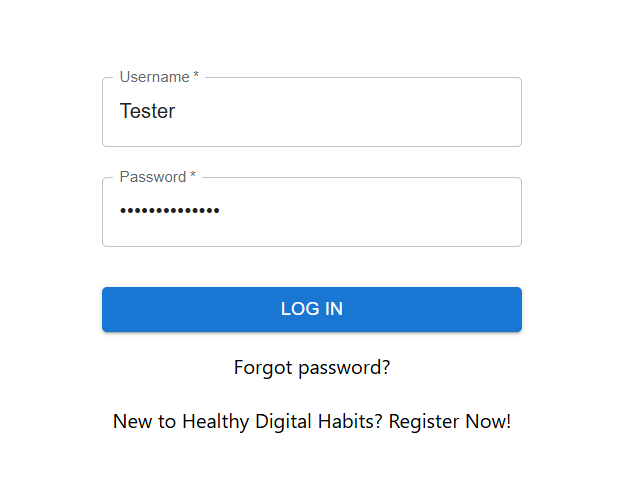 Username *
Tester
Password *
••••••••••••••
LOG IN
Forgot password?
New to Healthy Digital Habits? Register Now!